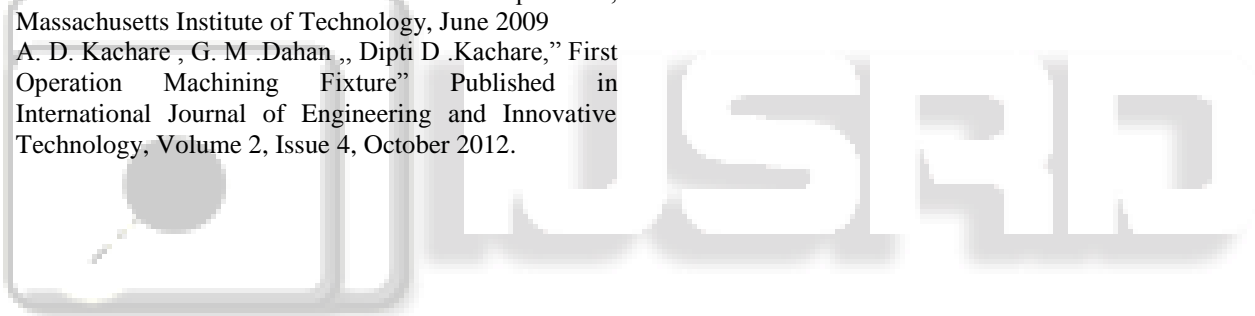 Massachusetts Institute of Technology, June 2009
A. D. Kachare , G. M .Dahan ,, Dipti D .Kachare,” First
Operation Machining Fixture” Published in
International Journal of Engineering and Innovative
Technology, Volume 2, Issue 4, October 2012.
IJSRD